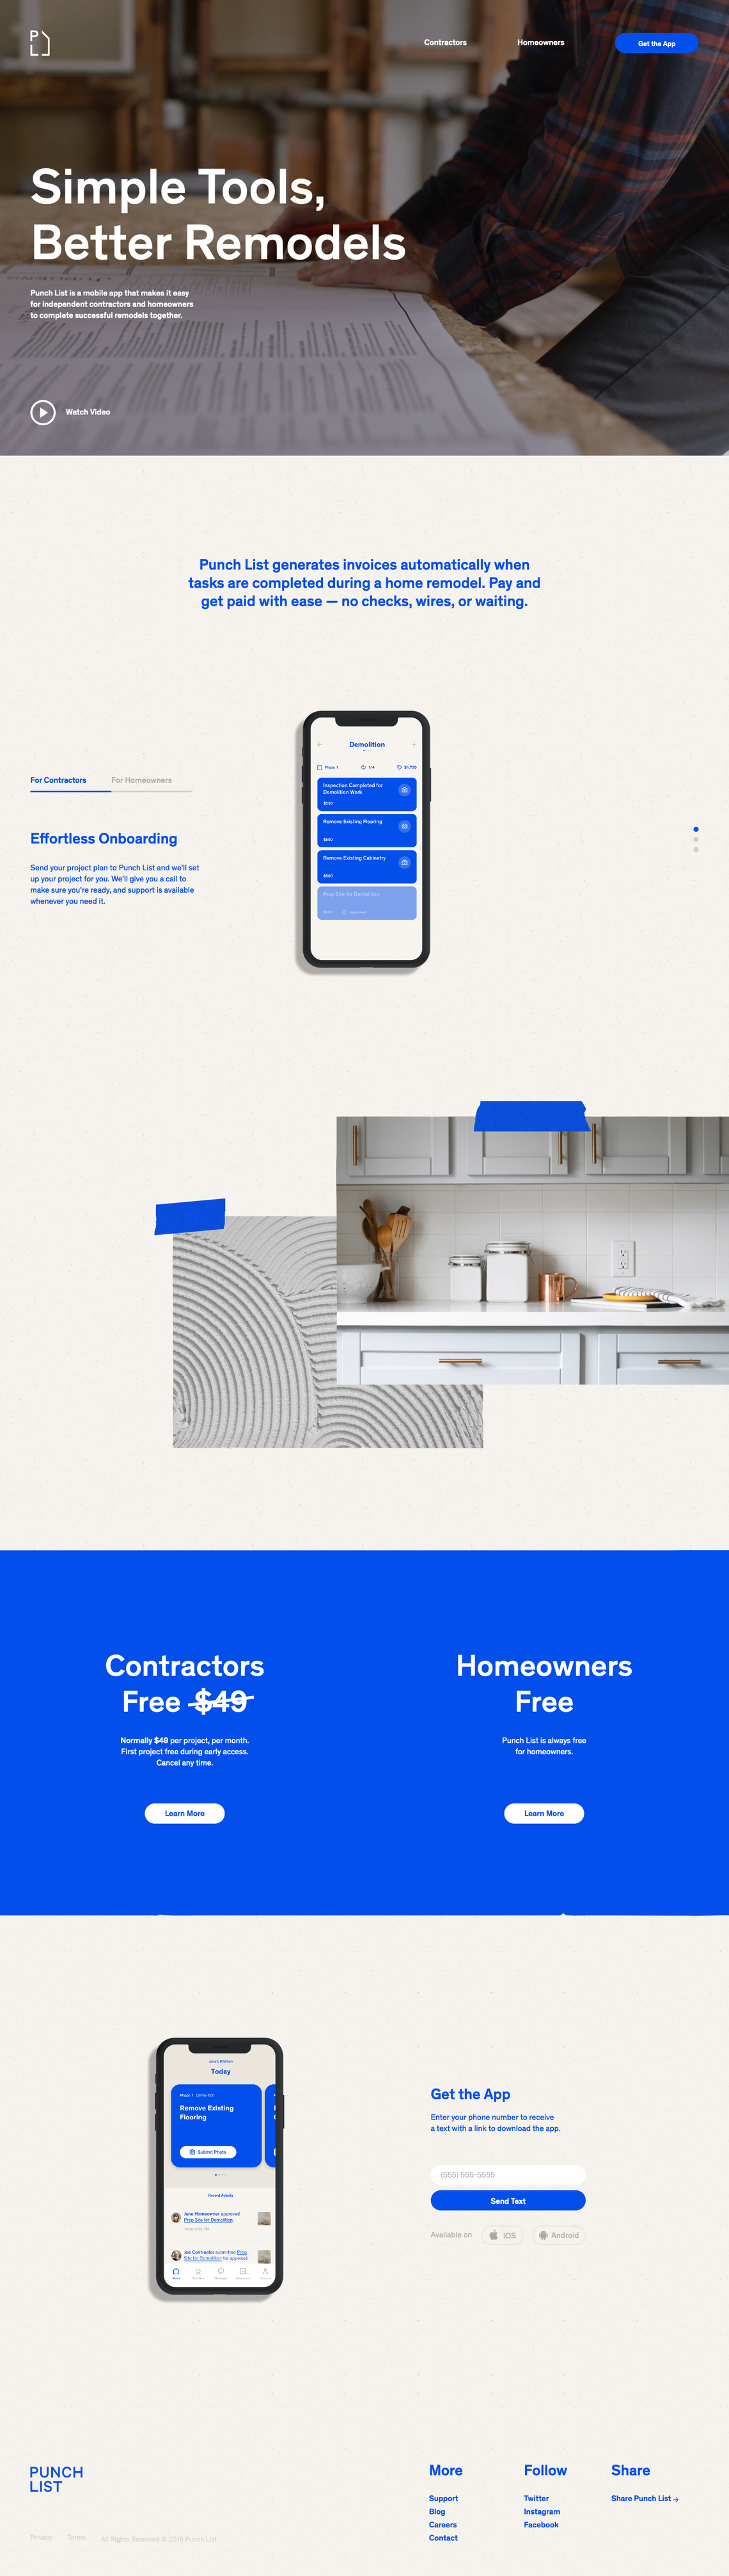 P
L
Contractors
Homeowners
Get the App
Simple Tools,
Better Remodels
Punch List is a mobile app that makes it easy
for independent contractors and homeowners
to complete successful remodels together.
Watch Video
Punch List generates invoices automatically when
tasks are completed during a home remodel. Pay and
get paid with ease — no checks, wires, or waiting.
For Contractors
For Homeowners
Effortless Onboarding
Send your project plan to Punch List and we'll set
up your project for you. We'll give you a call to
make sure you're ready, and support is available
whenever you need it.
Demolition
Phase 1
1/4
$1,700
Inspection Completed for
Demolition Work
Remove Existing Flooring
$600
Remove Existing Cabinetry
$500
Prep Site for Demolition
Approved
Contractors
Free $49
Normally $49 per project, per month.
First project free during early access.
Cancel any time.
Learn More
Homeowners
Free
Punch List is always free
for homeowners.
Learn More
Jane's Kitchen
Today
Phase 1 Demolition
Remove Existing
Flooring
Submit Photo
Recent Activity
Jane Homeowner approved
Prep Site for Demolition.
Joe Contractor submitted Prep
Site for Demolition for approval.
Get the App
Enter your phone number to receive
a text with a link to download the app.
(555) 555-5555
Send Text
Available on
iOS
Android
PUNCH
LIST
More
Support
Blog
Careers
Contact
Follow
Twitter
Instagram
Facebook
Share
Share Punch List →
Privacy
Terms
All Rights Reserved © 2019 Punch List